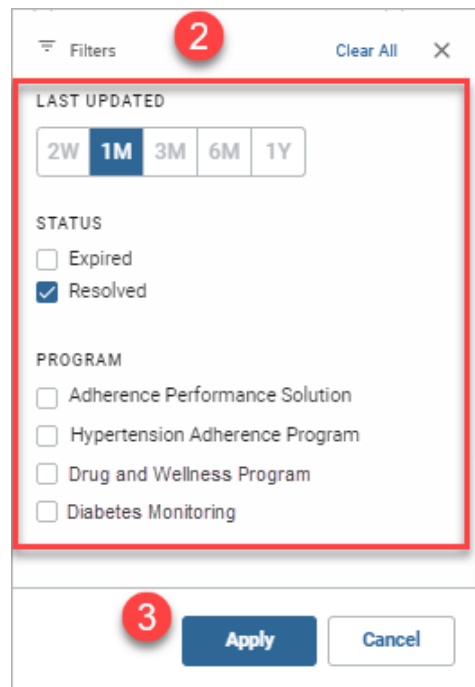 Filters 2 Clear All
LAST UPDATED
2W 1M 3M 6M 1Y
STATUS
Expired
Resolved
PROGRAM
Adherence Performance Solution
Hypertension Adherence Program
Drug and Wellness Program
Diabetes Monitoring
3 Apply Cancel